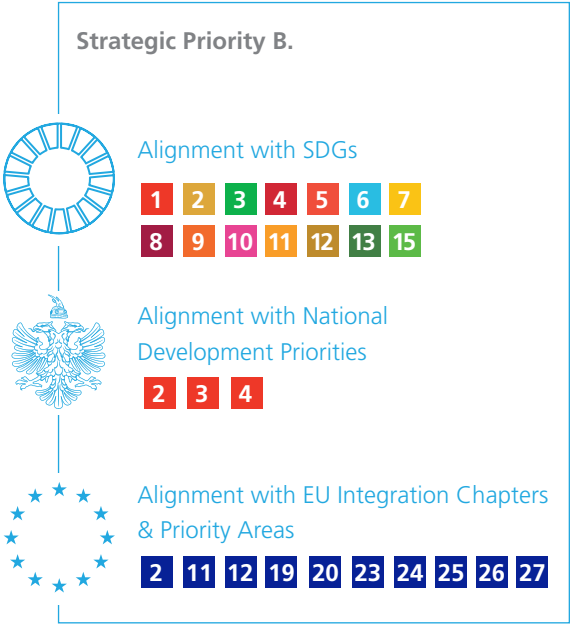 Strategic Priority B.
Alignment with SDGs
1 2 3 4 5 6 7
8 9 10 11 12 13 15
Alignment with National
Development Priorities
2 3 4
Alignment with EU Integration Chapters
& Priority Areas
2 11 12 19 20 23 24 25 26 27